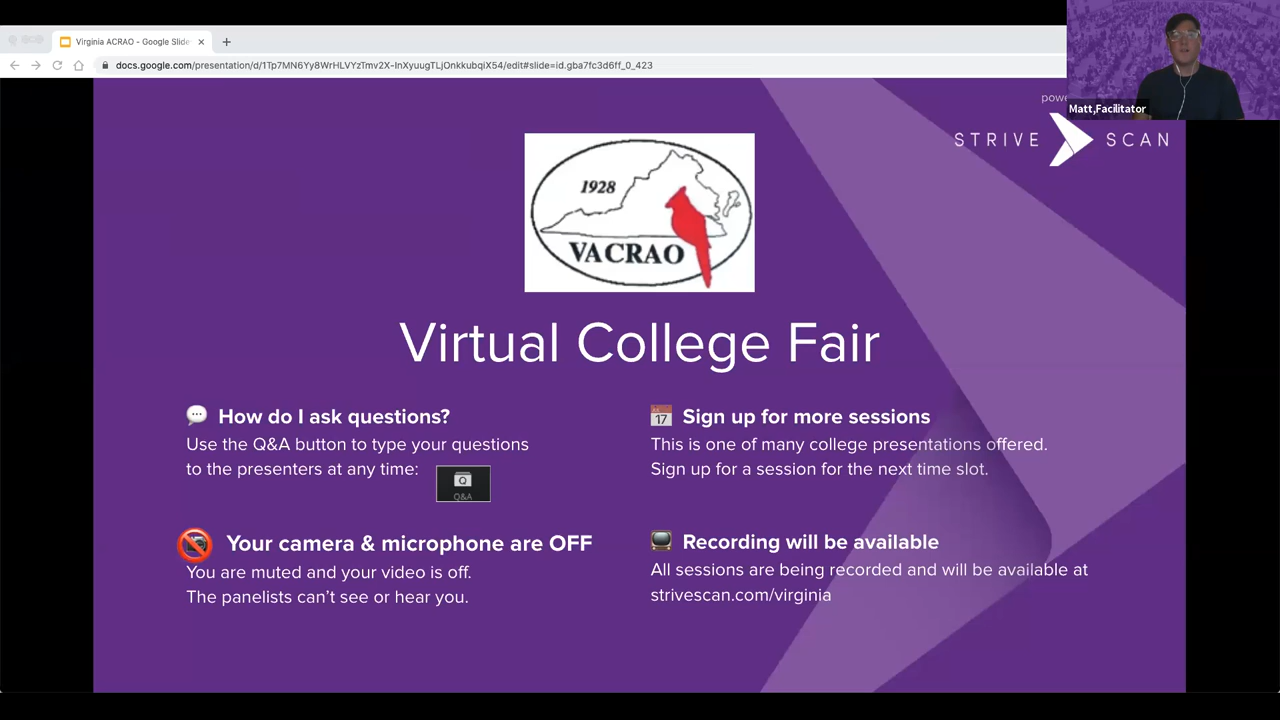 Virginia ACRAO - Google Slide
docs.google.com/presentation/d/1Tp7MN6Yy8WrHLVYzTmv2X-InXyuugTLjOnkkubqiX54/edit#slide=id.gba7fc3d6ff_0_423
Matt,Facilitator
STRIVE SCAN
1928
VACRAO
Virtual College Fair
How do I ask questions?
Use the Q&A button to type your questions
to the presenters at any time:
Q
Q&A
Sign up for more sessions
17
This is one of many college presentations offered.
Sign up for a session for the next time slot.
Your camera & microphone are OFF
You are muted and your video is off.
The panelists can't see or hear you.
Recording will be available
All sessions are being recorded and will be available at
strivescan.com/virginia